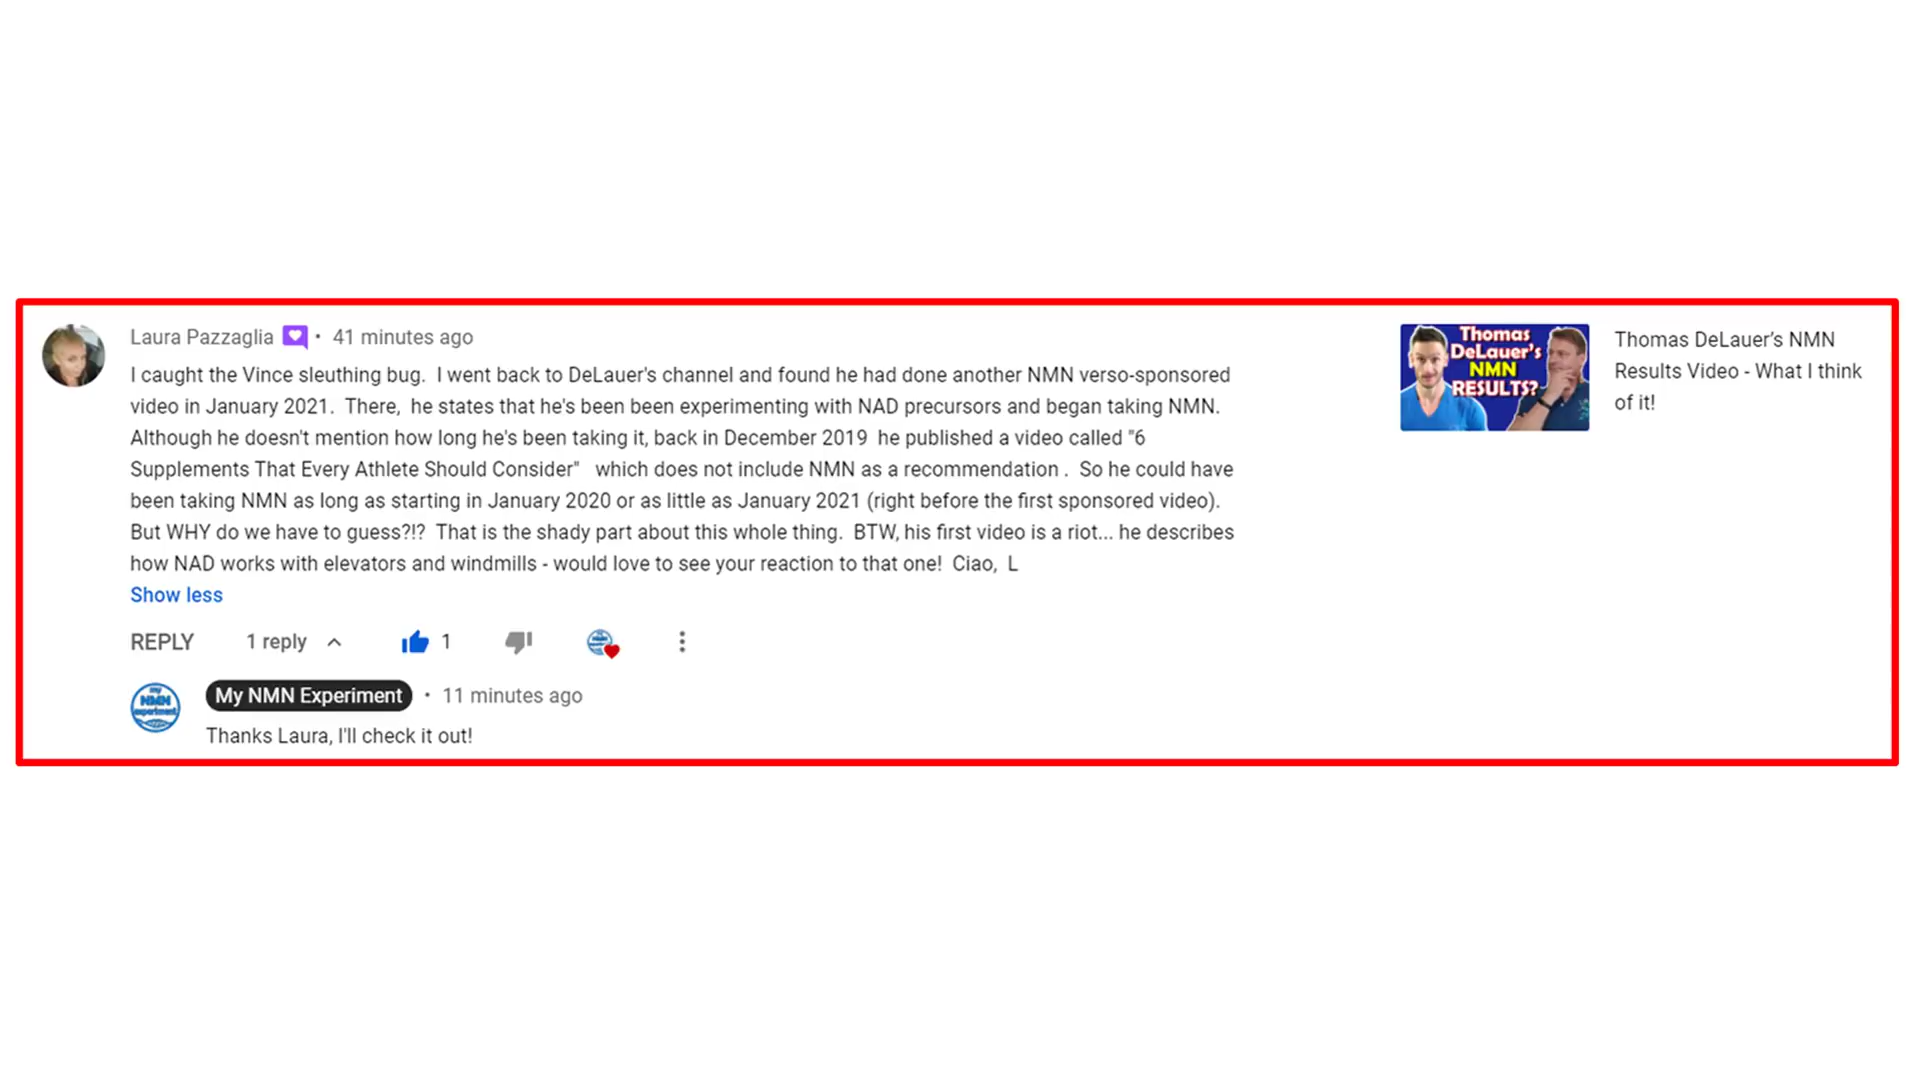 Laura Pazzaglia • 41 minutes ago
I caught the Vince sleuthing bug.  I went back to DeLauer's channel and found he had done another NMN verso-sponsored
video in January 2021.  There,  he states that he's been been experimenting with NAD precursors and began taking NMN.
Although he doesn't mention how long he's been taking it, back in December 2019  he published a video called "6
Supplements That Every Athlete Should Consider"   which does not include NMN as a recommendation .  So he could have
been taking NMN as long as starting in January 2020 or as little as January 2021 (right before the first sponsored video).
But WHY do we have to guess?!?  That is the shady part about this whole thing.  BTW, his first video is a riot... he describes
how NAD works with elevators and windmills - would love to see your reaction to that one!  Ciao,  L
Show less
REPLY 1 reply 1
my
NMN
experiment
My NMN Experiment • 11 minutes ago
Thanks Laura, I'll check it out!
Thomas
DeLauer's
NMN
RESULTS?
Thomas DeLauer’s NMN
Results Video - What I think
of it!